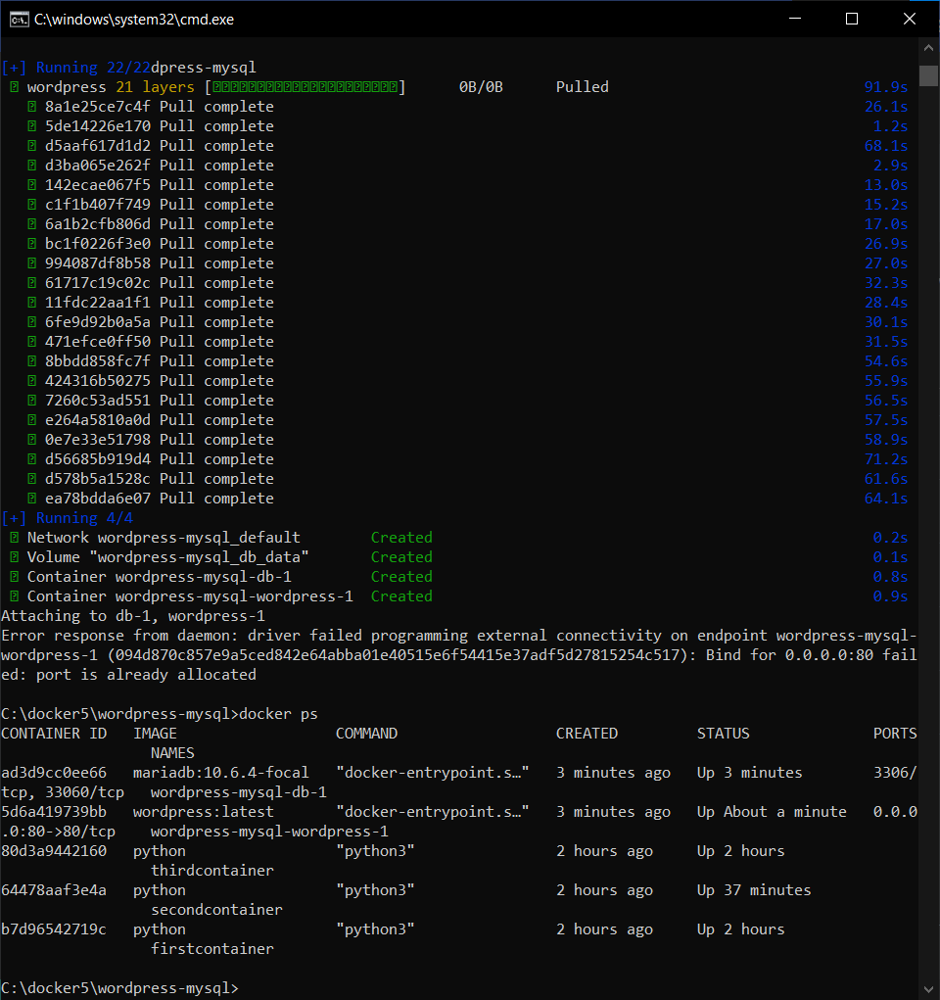 C:\windows\system32\cmd.exe
[+] Running 22/22dpress-mysql
wordpress 21 layers [] 0B/0B Pulled 91.9s
8a1e25ce7c4f Pull complete 26.1s
5de14226e170 Pull complete 1.2s
d5aaf617d1d2 Pull complete 68.1s
d3ba065e262f Pull complete 2.9s
142ecae067f5 Pull complete 13.0s
c1f1b407f749 Pull complete 15.2s
6a1b2cfb806d Pull complete 17.0s
bc1f0226f3e0 Pull complete 26.9s
994087df8b58 Pull complete 27.0s
61717c19c02c Pull complete 32.3s
11fdc22aa1f1 Pull complete 28.4s
6fe9d92b0a5a Pull complete 30.1s
471efce0ff50 Pull complete 31.5s
8bbdd858fc7f Pull complete 54.6s
424316b50275 Pull complete 55.9s
7260c53ad551 Pull complete 56.5s
e264a5810a0d Pull complete 57.5s
0e7e33e51798 Pull complete 58.9s
d56685b919d4 Pull complete 71.2s
d578b5a1528c Pull complete 61.6s
ea78bdda6e07 Pull complete 64.1s
[+] Running 4/4
Network wordpress-mysql_default Created 0.2s
Volume "wordpress-mysql_db_data" Created 0.1s
Container wordpress-mysql-db-1 Created 0.8s
Container wordpress-mysql-wordpress-1 Created 0.9s
Attaching to db-1, wordpress-1
Error response from daemon: driver failed programming external connectivity on endpoint wordpress-mysql-
wordpress-1 (094d870c857e9a5ced842e64abba01e40515e6f54415e37adf5d27815254c517): Bind for 0.0.0.0:80 fail
ed: port is already allocated
C:\docker5\wordpress-mysql>docker ps
CONTAINER ID IMAGE COMMAND CREATED STATUS PORTS
NAMES
ad3d9cc0ee66 mariadb:10.6.4-focal "docker-entrypoint.s…" 3 minutes ago Up 3 minutes 3306/
tcp, 33060/tcp wordpress-mysql-db-1
5d6a419739bb wordpress:latest "docker-entrypoint.s…" 3 minutes ago Up About a minute 0.0.0
.0:80->80/tcp wordpress-mysql-wordpress-1
80d3a9442160 python "python3" 2 hours ago Up 2 hours
thirdcontainer
64478aaf3e4a python "python3" 2 hours ago Up 37 minutes
secondcontainer
b7d96542719c python "python3" 2 hours ago Up 2 hours
firstcontainer
C:\docker5\wordpress-mysql>